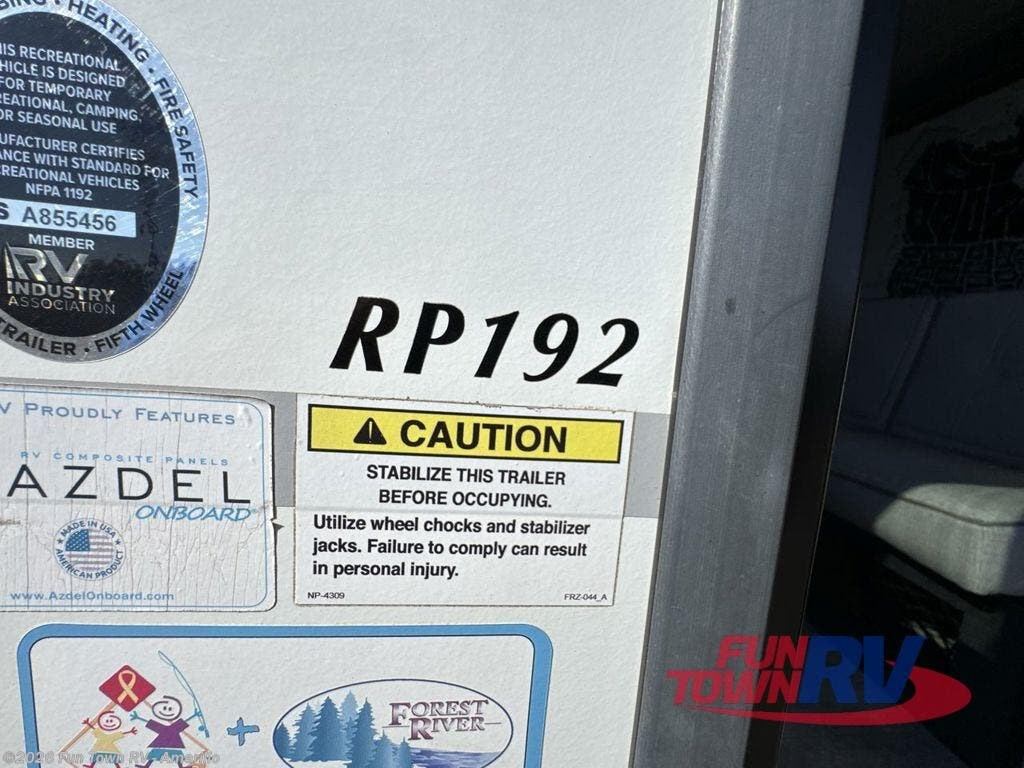 BING • HEATING • FIRE SAFETY
IS RECREATIONAL
HICLE IS DESIGNED
FOR TEMPORARY
REATIONAL, CAMPING,
OR SEASONAL USE
UFACTURER CERTIFIES
ANCE WITH STANDARD FOR
CREATIONAL VEHICLES
NFPA 1192
S A855456
MEMBER
RV
INDUSTRY
ASSOCIATION
TRAILER • FIFTH WHEEL
RP192
V PROUDLY FEATURES
RV COMPOSITE PANELS
AZDEL
ONBOARD
MADE IN USA
AMERICAN PRODUCT
www.AzdelOnboard.com
CAUTION
STABILIZE THIS TRAILER
BEFORE OCCUPYING.
Utilize wheel chocks and stabilizer
jacks. Failure to comply can result
in personal injury.
NP-4309 FRZ-044_A
+
FOREST
RIVER
FUN
TOWN RV
©2026 Fun Town RV - Amarillo